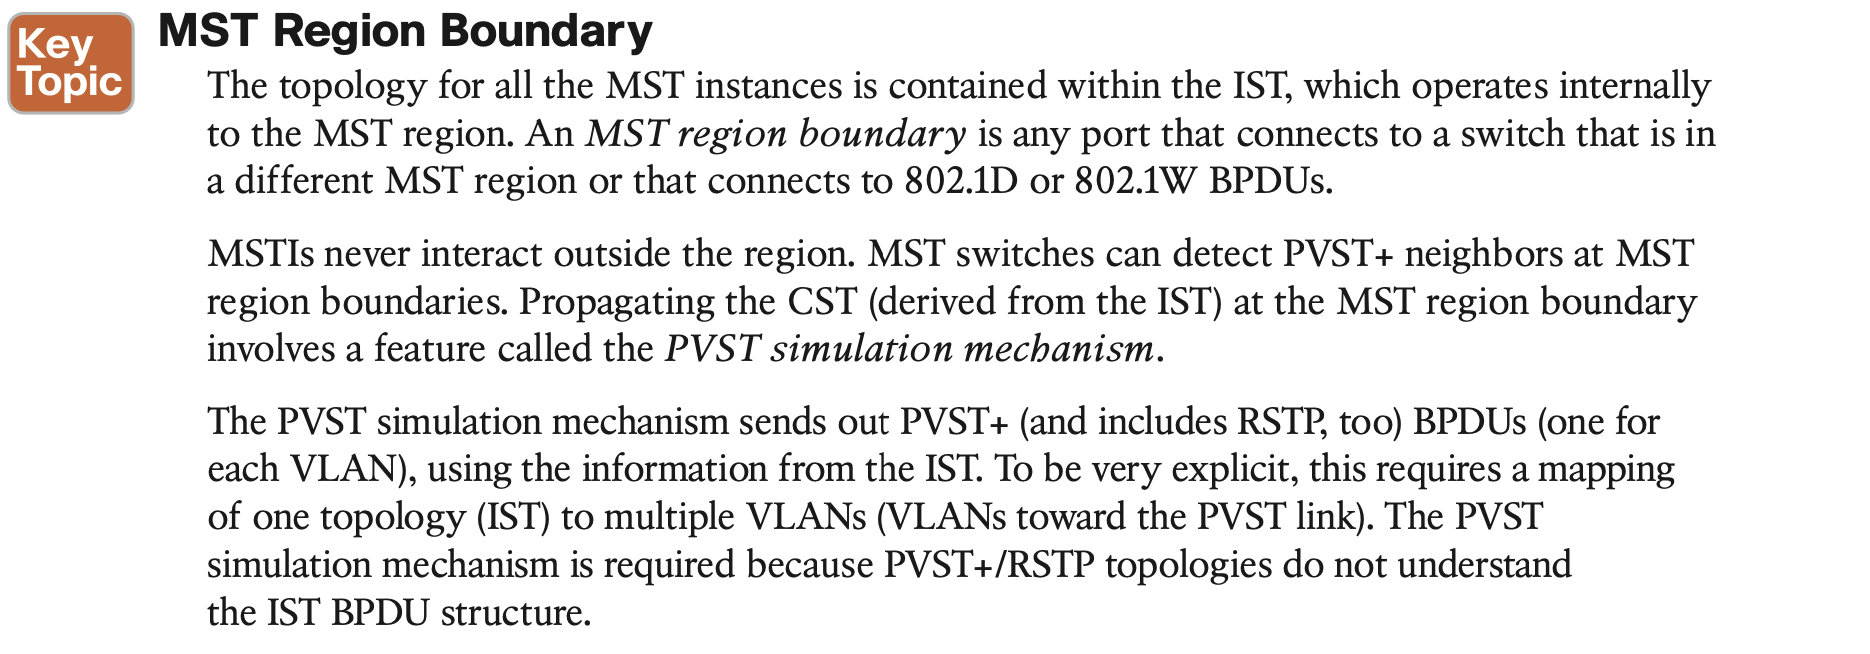 Key
Topic
MST Region Boundary
The topology for all the MST instances is contained within the IST, which operates internally
to the MST region. An MST region boundary is any port that connects to a switch that is in
a different MST region or that connects to 802.1D or 802.1W BPDUs.
MSTIs never interact outside the region. MST switches can detect PVST+ neighbors at MST
region boundaries. Propagating the CST (derived from the IST) at the MST region boundary
involves a feature called the PVST simulation mechanism.
The PVST simulation mechanism sends out PVST+ (and includes RSTP, too) BPDUs (one for
each VLAN), using the information from the IST. To be very explicit, this requires a mapping
of one topology (IST) to multiple VLANs (VLANs toward the PVST link). The PVST
simulation mechanism is required because PVST+/RSTP topologies do not understand
the IST BPDU structure.